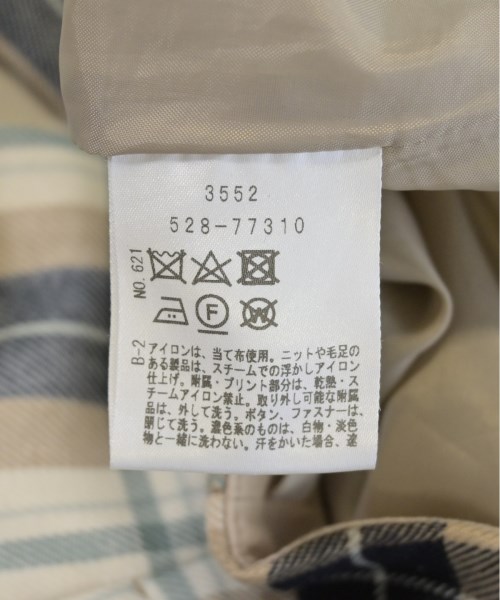 3552
528-77310
NO. 621
F
W
B-2
アイロンは、当て布使用。ニットや毛足の
ある製品は、スチームでの浮かしアイロン
仕上げ。附属・プリント部分は、乾熱・ス
チームアイロン禁止。取り外し可能な附属
品は、外して洗う。ボタン、ファスナーは、
閉じて洗う。濃色系のものは、白物・淡色
物と一緒に洗わない。汗をかいた場合、速